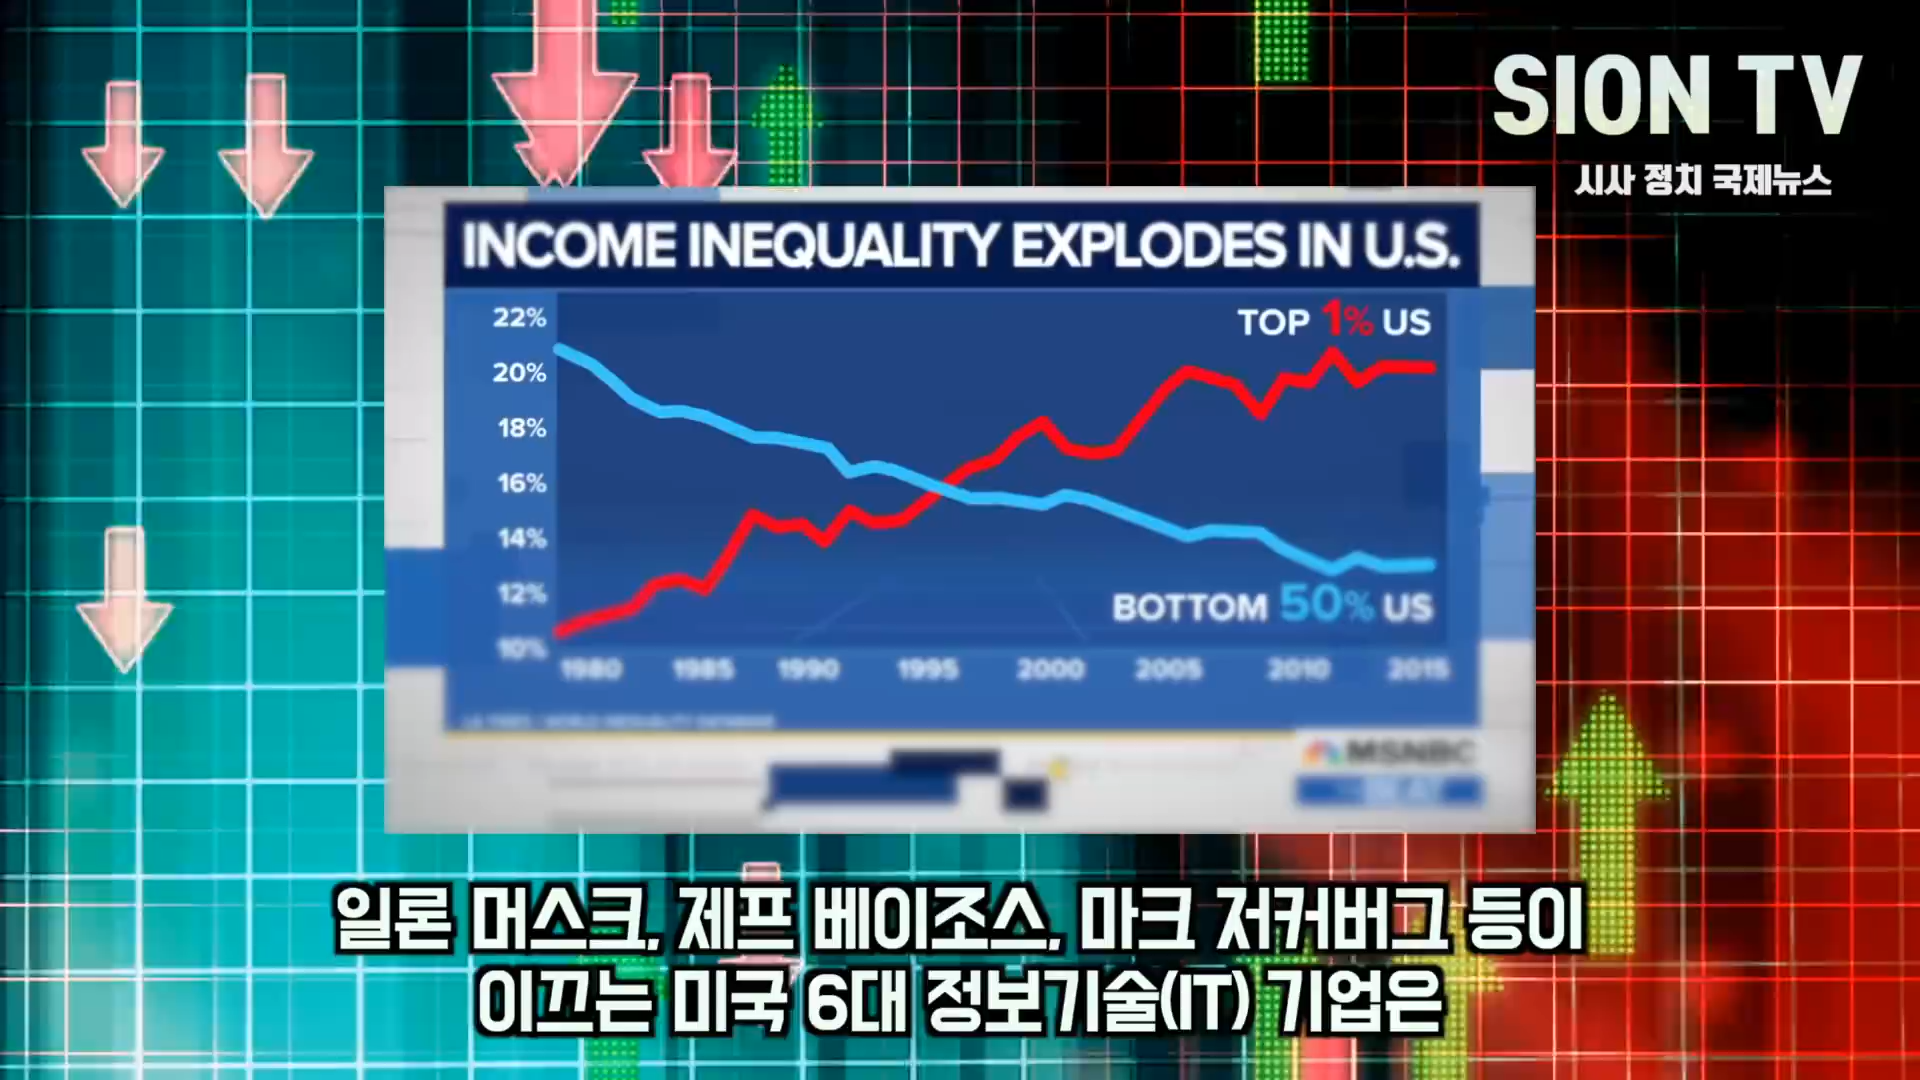 SION TV
시사 정치 국제뉴스
INCOME INEQUALITY EXPLODES IN U.S.
TOP 1% US
22%
20%
18%
16%
14%
12%
10%
BOTTOM 50% US
1980 1985 1990 1995 2000 2005 2010 2015
MSNBC
BEAT
일론 머스크, 제프 베이조스, 마크 저커버그 등이
이끄는 미국 6대 정보기술(IT) 기업은